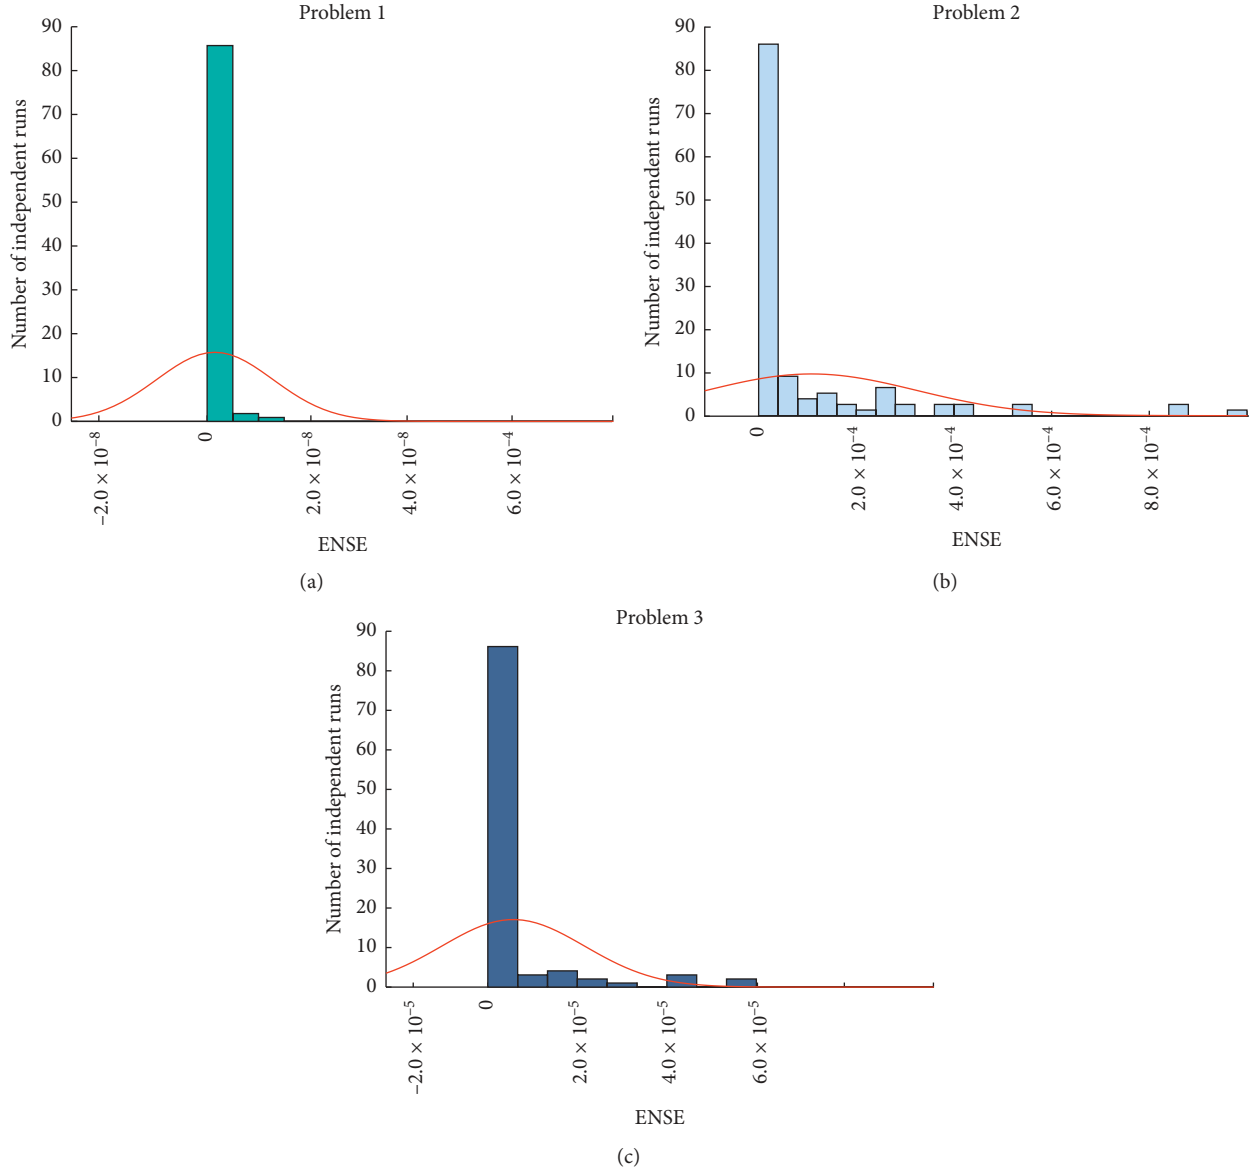 Problem 1
90
80
70
60
50
40
30
20
10
0
Number of independent runs
−2.0 × 10−8
0
2.0 × 10−8
4.0 × 10−8
6.0 × 10−4
ENSE
(a)
Problem 2
90
80
70
60
50
40
30
20
10
0
Number of independent runs
0
2.0 × 10−4
4.0 × 10−4
6.0 × 10−4
8.0 × 10−4
ENSE
(b)
Problem 3
90
80
70
60
50
40
30
20
10
0
Number of independent runs
−2.0 × 10−5
0
2.0 × 10−5
4.0 × 10−5
6.0 × 10−5
ENSE
(c)